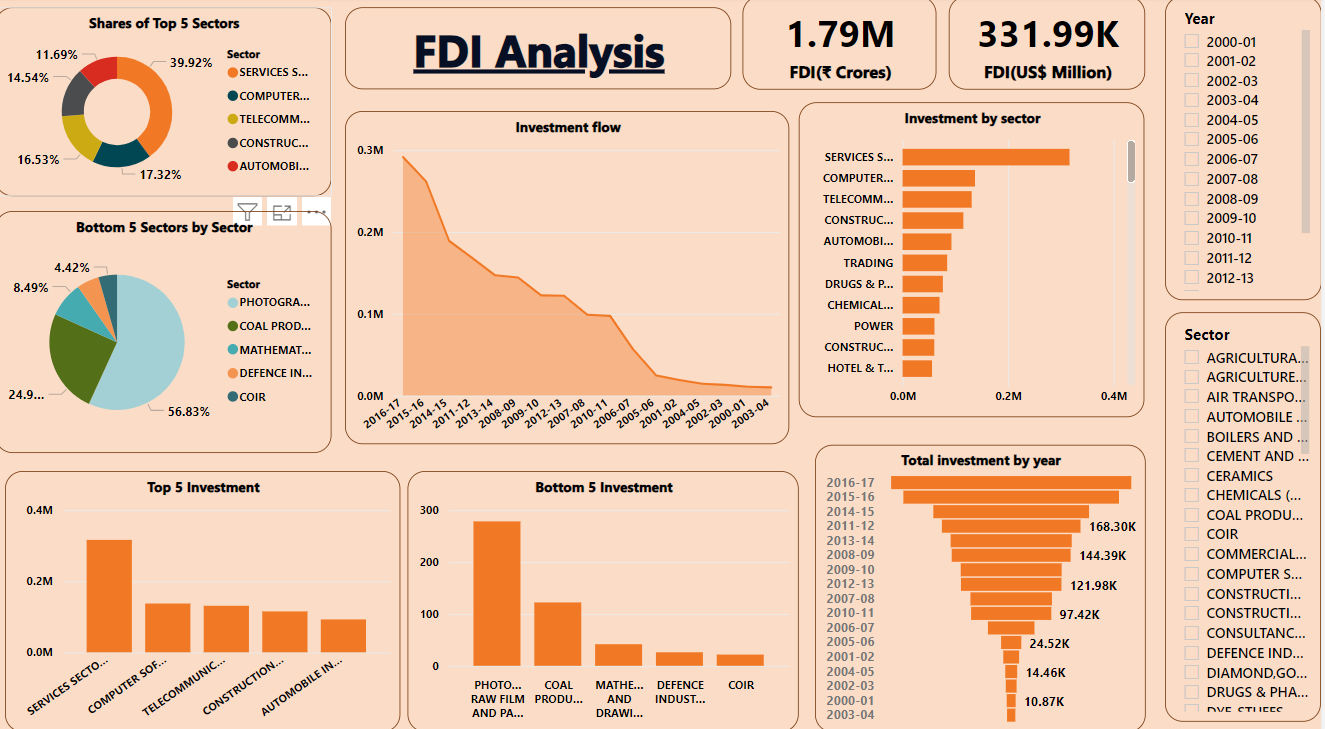 Shares of Top 5 Sectors
11.69%
14.54%
16.53%
17.32%
39.92%
Sector
SERVICES S...
COMPUTER...
TELECOMM...
CONSTRUC...
AUTOMOBI...
FDI Analysis
1.79M
FDI(₹ Crores)
331.99K
FDI(US$ Million)
Year
2000-01
2001-02
2002-03
2003-04
2004-05
2005-06
2006-07
2007-08
2008-09
2009-10
2010-11
2011-12
2012-13
Bottom 5 Sectors by Sector
4.42%
8.49%
24.9...
56.83%
Sector
PHOTOGRA...
COAL PROD...
MATHEMAT...
DEFENCE IN...
COIR
Investment flow
0.3M
0.2M
0.1M
0.0M
2016-17
2015-16
2014-15
2011-12
2013-14
2008-09
2009-10
2012-13
2007-08
2010-11
2006-07
2005-06
2001-02
2004-05
2002-03
2000-01
2003-04
Investment by sector
SERVICES S...
COMPUTER...
TELECOMM...
CONSTRUC...
AUTOMOBI...
TRADING
DRUGS & P...
CHEMICAL...
POWER
CONSTRUC...
HOTEL & T...
0.0M
0.2M
0.4M
Sector
AGRICULTURA...
AGRICULTURE...
AIR TRANSPO...
AUTOMOBILE ...
BOILERS AND ...
CEMENT AND ...
CERAMICS
CHEMICALS (...
COAL PRODU...
COIR
COMMERCIAL...
COMPUTER S...
CONSTRUCTI...
CONSTRUCTI...
CONSULTANC...
DEFENCE IND...
DIAMOND,GO...
DRUGS & PHA...
DYE-STUFFS
Top 5 Investment
0.4M
0.2M
0.0M
SERVICES SECTO...
COMPUTER SOF...
TELECOMMUNIC...
CONSTRUCTION...
AUTOMOBILE IN...
Bottom 5 Investment
300
200
100
0
PHOTO...
RAW FILM
AND PA...
COAL
PRODU...
MATHE...
AND
DRAWI...
DEFENCE
INDUST...
COIR
Total investment by year
2016-17
2015-16
2014-15
2011-12
168.30K
2013-14
2008-09
144.39K
2009-10
2012-13
121.98K
2007-08
2010-11
97.42K
2006-07
2005-06
24.52K
2001-02
2004-05
14.46K
2002-03
2000-01
10.87K
2003-04